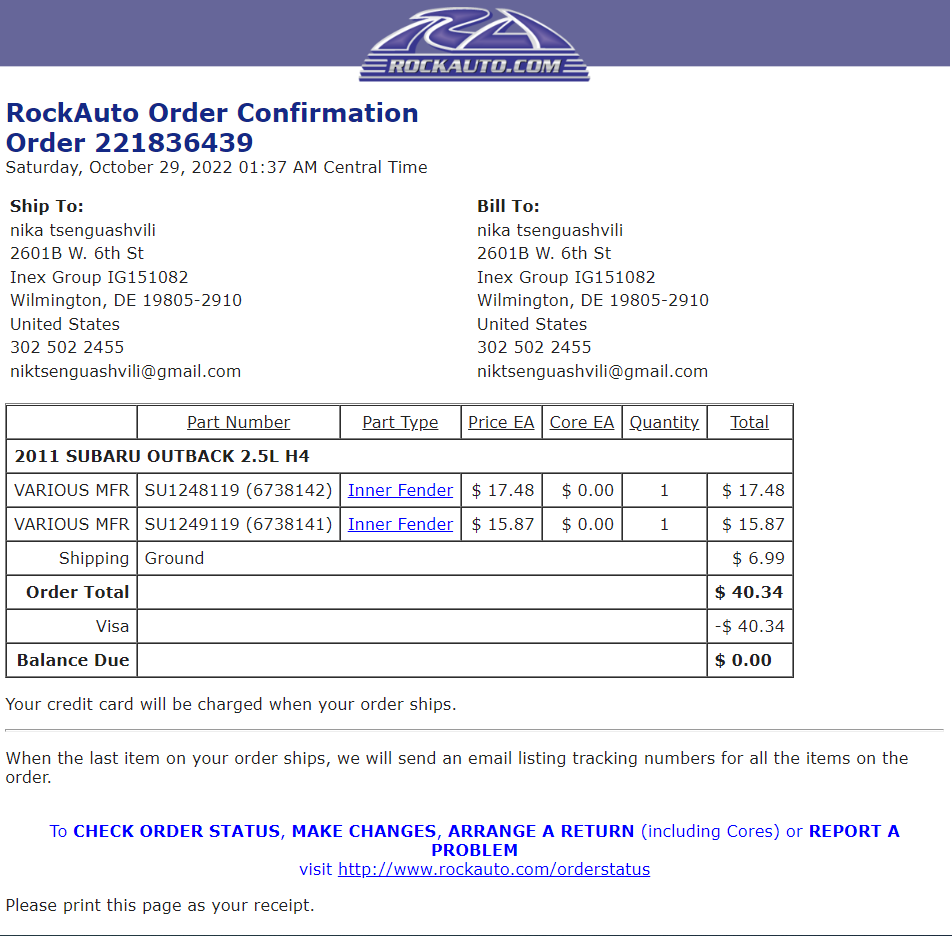 RA
ROCKAUTO.COM
RockAuto Order Confirmation
Order 221836439
Saturday, October 29, 2022 01:37 AM Central Time
Ship To:
nika tsenguashvili
2601B W. 6th St
Inex Group IG151082
Wilmington, DE 19805-2910
United States
302 502 2455
niktsenguashvili@gmail.com
Bill To:
nika tsenguashvili
2601B W. 6th St
Inex Group IG151082
Wilmington, DE 19805-2910
United States
302 502 2455
niktsenguashvili@gmail.com
Part Number Part Type Price EA Core EA Quantity Total
2011 SUBARU OUTBACK 2.5L H4
VARIOUS MFR SU1248119 (6738142) Inner Fender $ 17.48 $ 0.00 1 $ 17.48
VARIOUS MFR SU1249119 (6738141) Inner Fender $ 15.87 $ 0.00 1 $ 15.87
Shipping Ground $ 6.99
Order Total $ 40.34
Visa -$ 40.34
Balance Due $ 0.00
Your credit card will be charged when your order ships.
When the last item on your order ships, we will send an email listing tracking numbers for all the items on the
order.
To CHECK ORDER STATUS, MAKE CHANGES, ARRANGE A RETURN (including Cores) or REPORT A
PROBLEM
visit http://www.rockauto.com/orderstatus
Please print this page as your receipt.